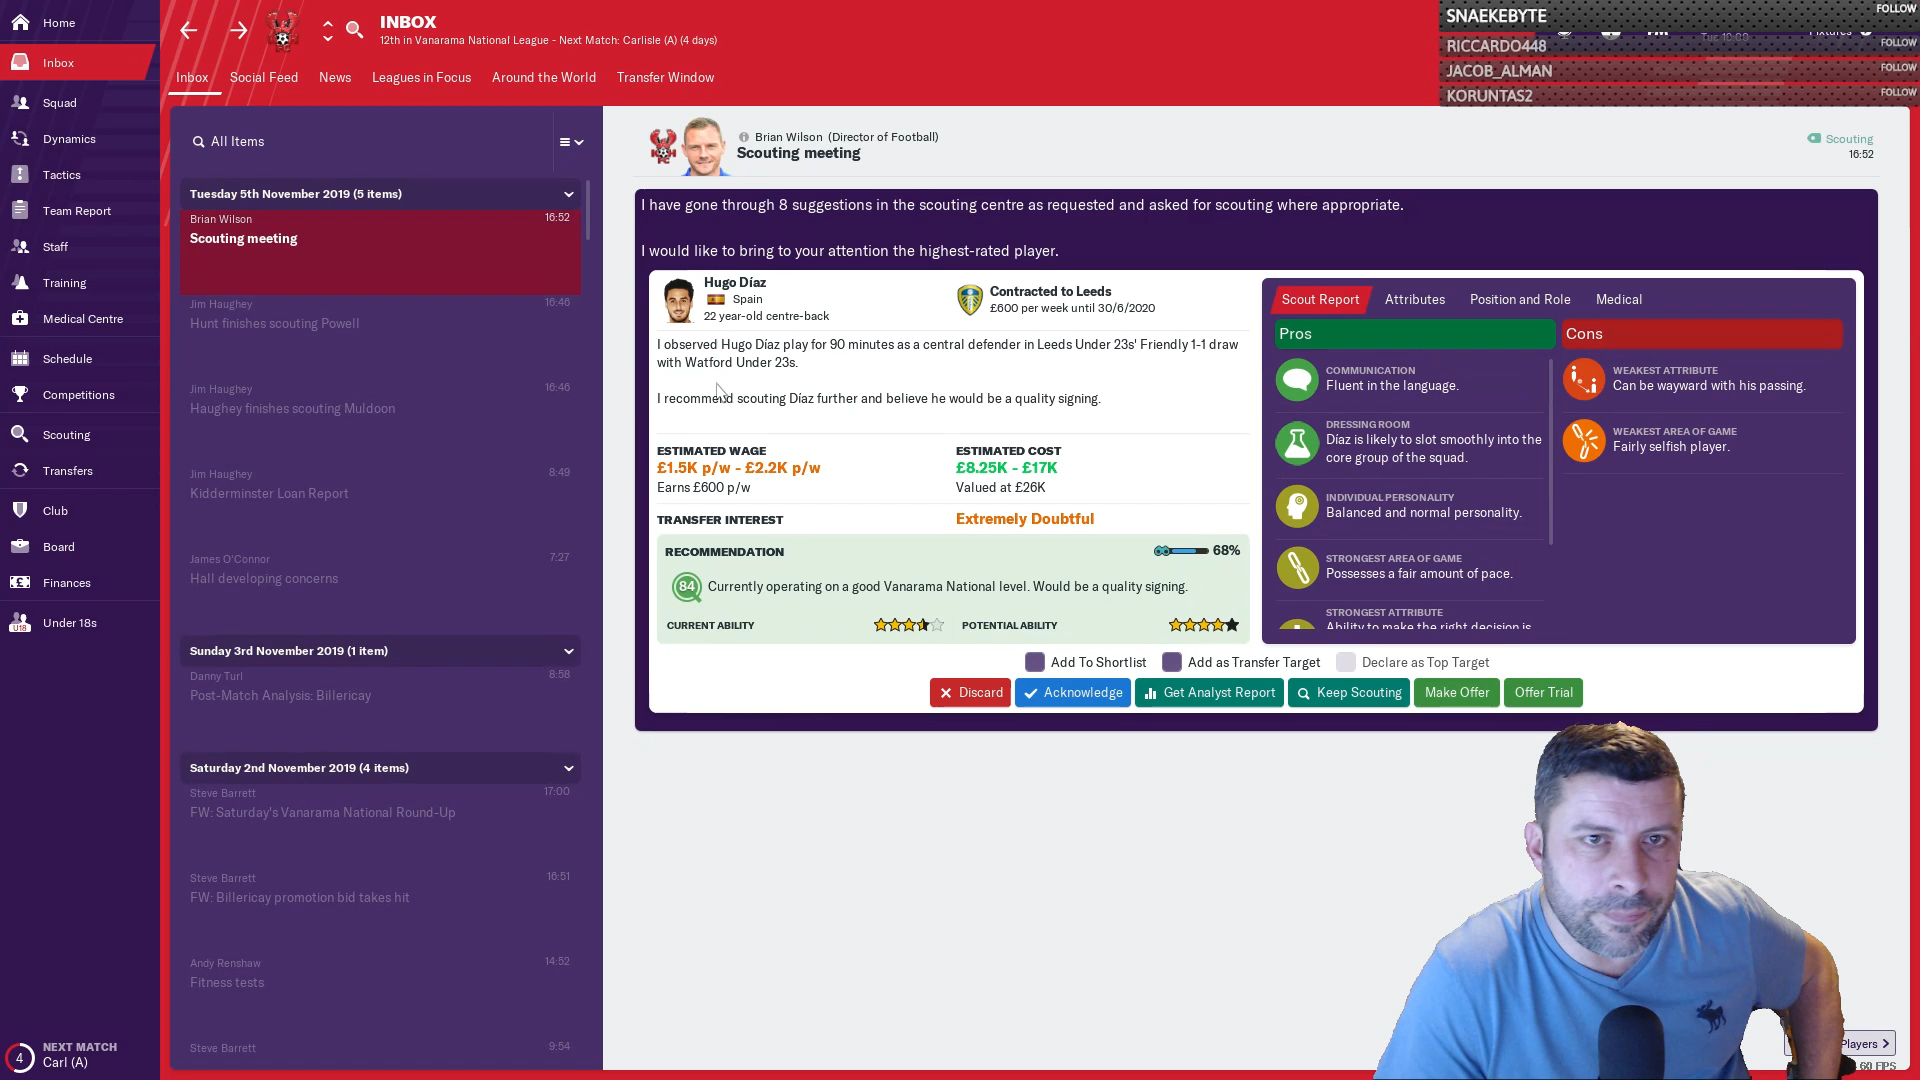 Home
Inbox
Squad
Dynamics
Tactics
Team Report
Staff
Training
Medical Centre
Schedule
Competitions
Scouting
Transfers
Club
Board
Finances
U18
Under 18s
4
NEXT MATCH
Carl (A)
INBOX
12th in Vanarama National League - Next Match: Carlisle (A) (4 days)
Inbox
Social Feed
News
Leagues in Focus
Around the World
Transfer Window
SNAEKEBYTE
FOLLOW
RICCARDO448
FOLLOW
JACOB_ALMAN
FOLLOW
KORUNTAS2
FOLLOW
All Items
Tuesday 5th November 2019 (5 items)
Brian Wilson
16:52
Scouting meeting
Jim Haughey
16:46
Hunt finishes scouting Powell
Jim Haughey
16:46
Haughey finishes scouting Muldoon
Jim Haughey
8:49
Kidderminster Loan Report
James O'Connor
7:27
Hall developing concerns
Sunday 3rd November 2019 (1 item)
Danny Turl
8:58
Post-Match Analysis: Billericay
Saturday 2nd November 2019 (4 items)
Steve Barrett
17:00
FW: Saturday's Vanarama National Round-Up
Steve Barrett
16:51
FW: Billericay promotion bid takes hit
Andy Renshaw
14:52
Fitness tests
Steve Barrett
9:54
Brian Wilson (Director of Football)
Scouting meeting
Scouting
16:52
I have gone through 8 suggestions in the scouting centre as requested and asked for scouting where appropriate.
I would like to bring to your attention the highest-rated player.
Hugo Díaz
Spain
22 year-old centre-back
Contracted to Leeds
£600 per week until 30/6/2020
I observed Hugo Díaz play for 90 minutes as a central defender in Leeds Under 23s' Friendly 1-1 draw
with Watford Under 23s.
I recommend scouting Díaz further and believe he would be a quality signing.
ESTIMATED WAGE
£1.5K p/w - £2.2K p/w
Earns £600 p/w
ESTIMATED COST
£8.25K - £17K
Valued at £26K
TRANSFER INTEREST
Extremely Doubtful
RECOMMENDATION
68%
84
Currently operating on a good Vanarama National level. Would be a quality signing.
CURRENT ABILITY
POTENTIAL ABILITY
Scout Report
Attributes
Position and Role
Medical
Pros
COMMUNICATION
Fluent in the language.
DRESSING ROOM
Díaz is likely to slot smoothly into the
core group of the squad.
INDIVIDUAL PERSONALITY
Balanced and normal personality.
STRONGEST AREA OF GAME
Possesses a fair amount of pace.
STRONGEST ATTRIBUTE
Ability to make the right decision is
Cons
WEAKEST ATTRIBUTE
Can be wayward with his passing.
WEAKEST AREA OF GAME
Fairly selfish player.
Add To Shortlist
Add as Transfer Target
Declare as Top Target
Discard
Acknowledge
Get Analyst Report
Keep Scouting
Make Offer
Offer Trial
Players
60 FPS